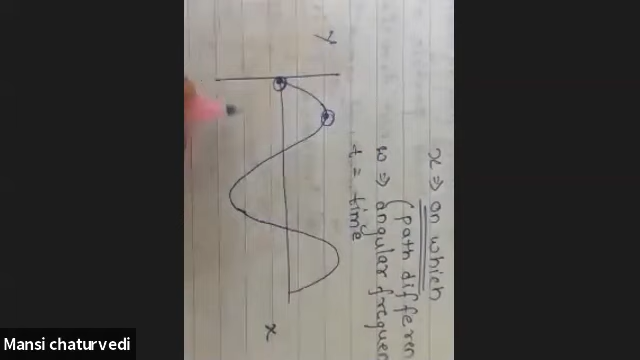 x ⇒ on which
(path differen
w ⇒ angular frequen
t = time
y
x
Mansi chaturvedi